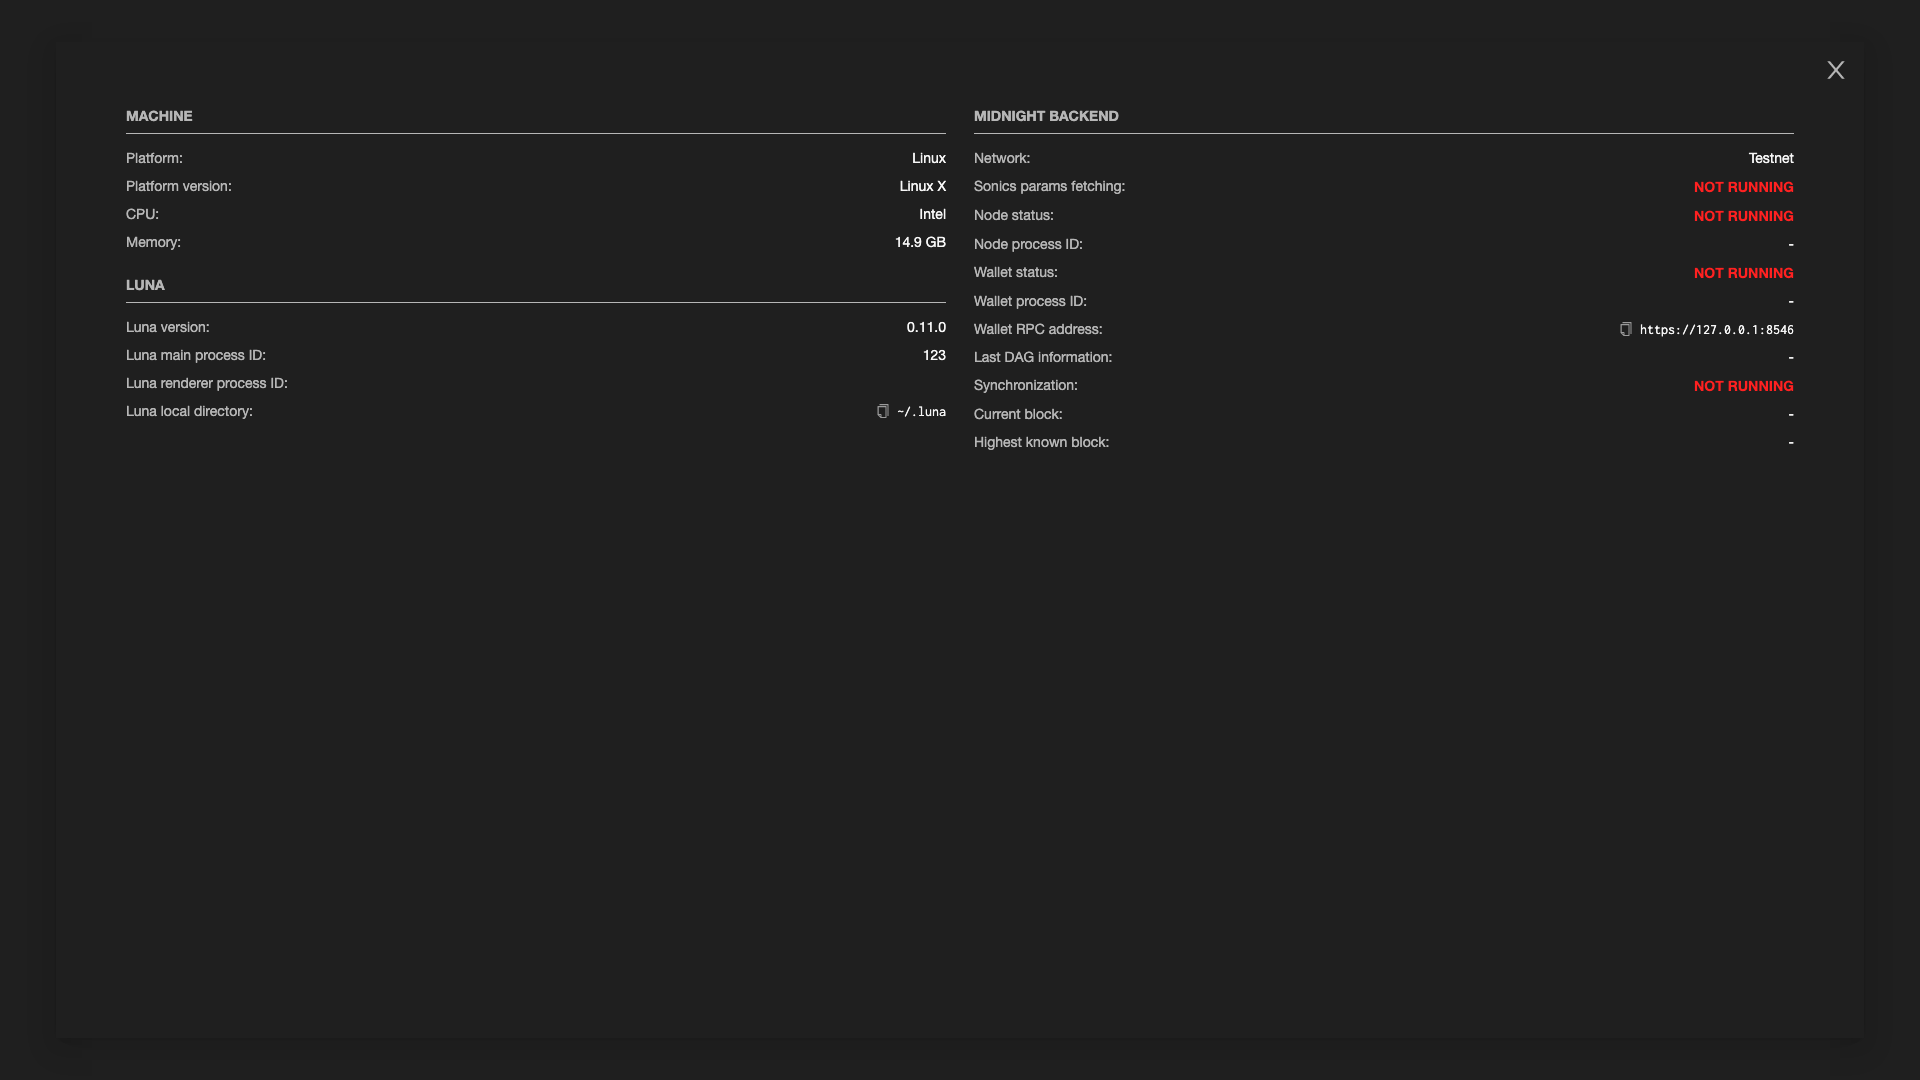 X
MACHINE
Platform: Linux
Platform version: Linux X
CPU: Intel
Memory: 14.9 GB
LUNA
Luna version: 0.11.0
Luna main process ID: 123
Luna renderer process ID:
Luna local directory: ~/.luna
MIDNIGHT BACKEND
Network: Testnet
Sonics params fetching: NOT RUNNING
Node status: NOT RUNNING
Node process ID: -
Wallet status: NOT RUNNING
Wallet process ID: -
Wallet RPC address: https://127.0.0.1:8546
Last DAG information: -
Synchronization: NOT RUNNING
Current block: -
Highest known block: -